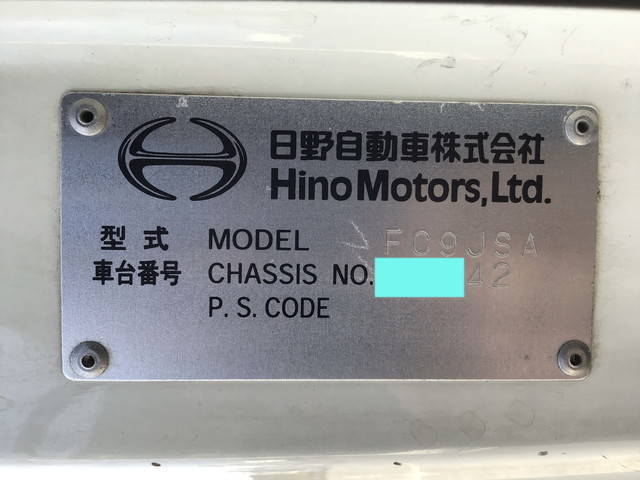 日野自動車株式会社
Hino Motors, Ltd.
型式 MODEL FC9JSA
車台番号 CHASSIS NO. 42
P. S. CODE